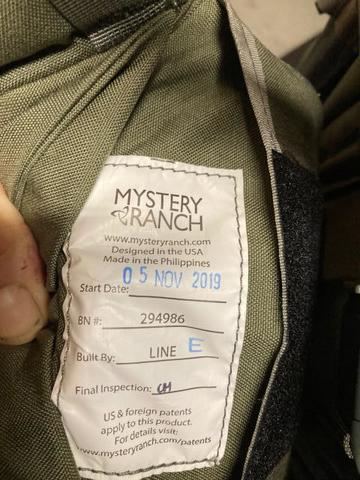 MYSTERY
RANCH
www.mysteryranch.com
Designed in the USA
Made in the Philippines
Start Date: 05 NOV 2019
BN #: 294986
Built By: LINE E
Final Inspection: CM
US & foreign patents
apply to this product.
For details visit:
www.mysteryranch.com/patents